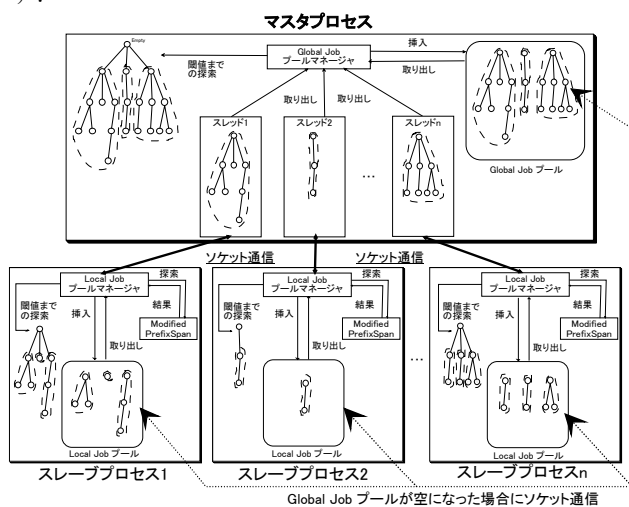 マスタプロセス
Empty
閾値まで
の探索
Global Job
プールマネージャ
挿入
取り出し
取り出し
取り出し
スレッド1
スレッド2
…
スレッドn
Global Job プール
ソケット通信
ソケット通信
Local Job
プールマネージャ
探索
閾値まで
の探索
結果
挿入
Modified
PrefixSpan
取り出し
Local Job プール
スレーブプロセス1
Local Job
プールマネージャ
探索
閾値まで
の探索
結果
挿入
Modified
PrefixSpan
取り出し
Local Job プール
スレーブプロセス2
…
Local Job
プールマネージャ
探索
閾値まで
の探索
結果
挿入
Modified
PrefixSpan
取り出し
Local Job プール
スレーブプロセスn
Global Job プールが空になった場合にソケット通信